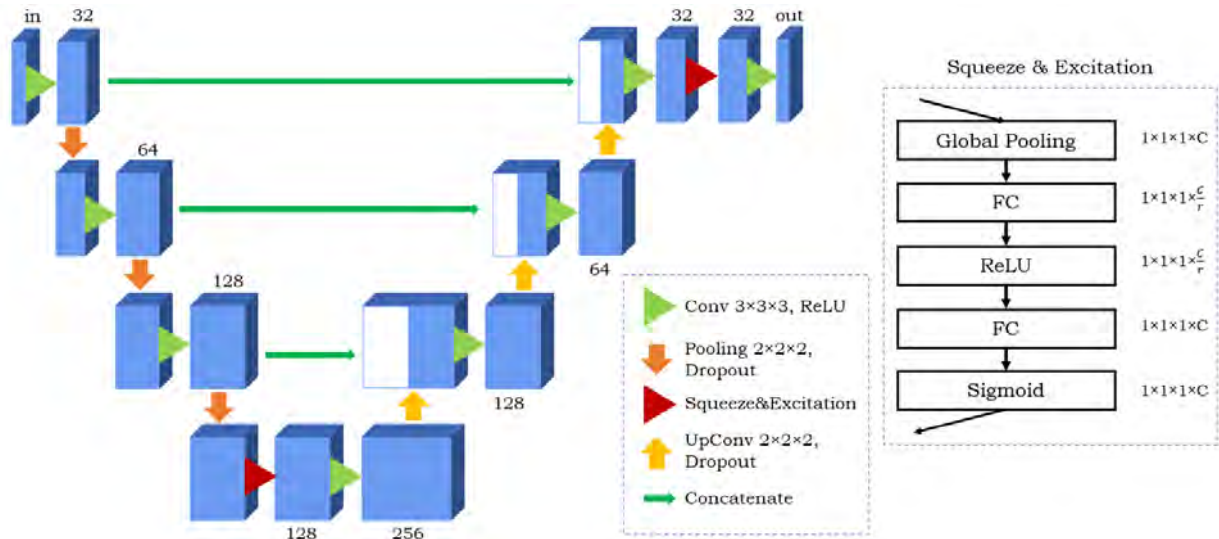 in
32
32
32
out
64
64
128
128
128
256
Conv 3×3×3, ReLU
Pooling 2×2×2,
Dropout
Squeeze&Excitation
UpConv 2×2×2,
Dropout
Concatenate
Squeeze & Excitation
Global Pooling
1×1×1×C
FC
1×1×1×c/r
ReLU
1×1×1×c/r
FC
1×1×1×C
Sigmoid
1×1×1×C